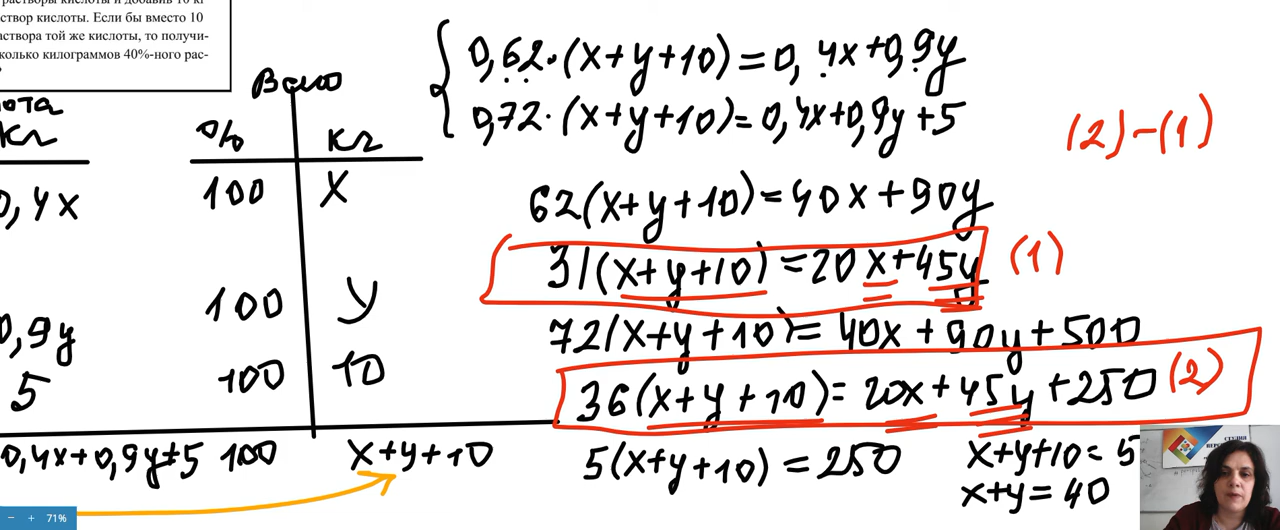 растворы кислоты и добавив 10 кг
створ кислоты. Если бы вместо 10
аствора той же кислоты, то получи-
колько килограммов 40%-ного рас-
кг
0,4x
0,9y
5
0,4x+0,9y+5
Всего
% кг
100 x
100 y
100 10
100 x+y+10
0,62·(x+y+10)=0,4x+0,9y
0,72·(x+y+10)=0,4x+0,9y+5
(2)-(1)
62(x+y+10)=40x+90y
31(x+y+10)=20x+45y (1)
72(x+y+10)=40x+90y+500
36(x+y+10)=20x+45y+250 (2)
5(x+y+10)=250
x+y+10=5
x+y=40
71%